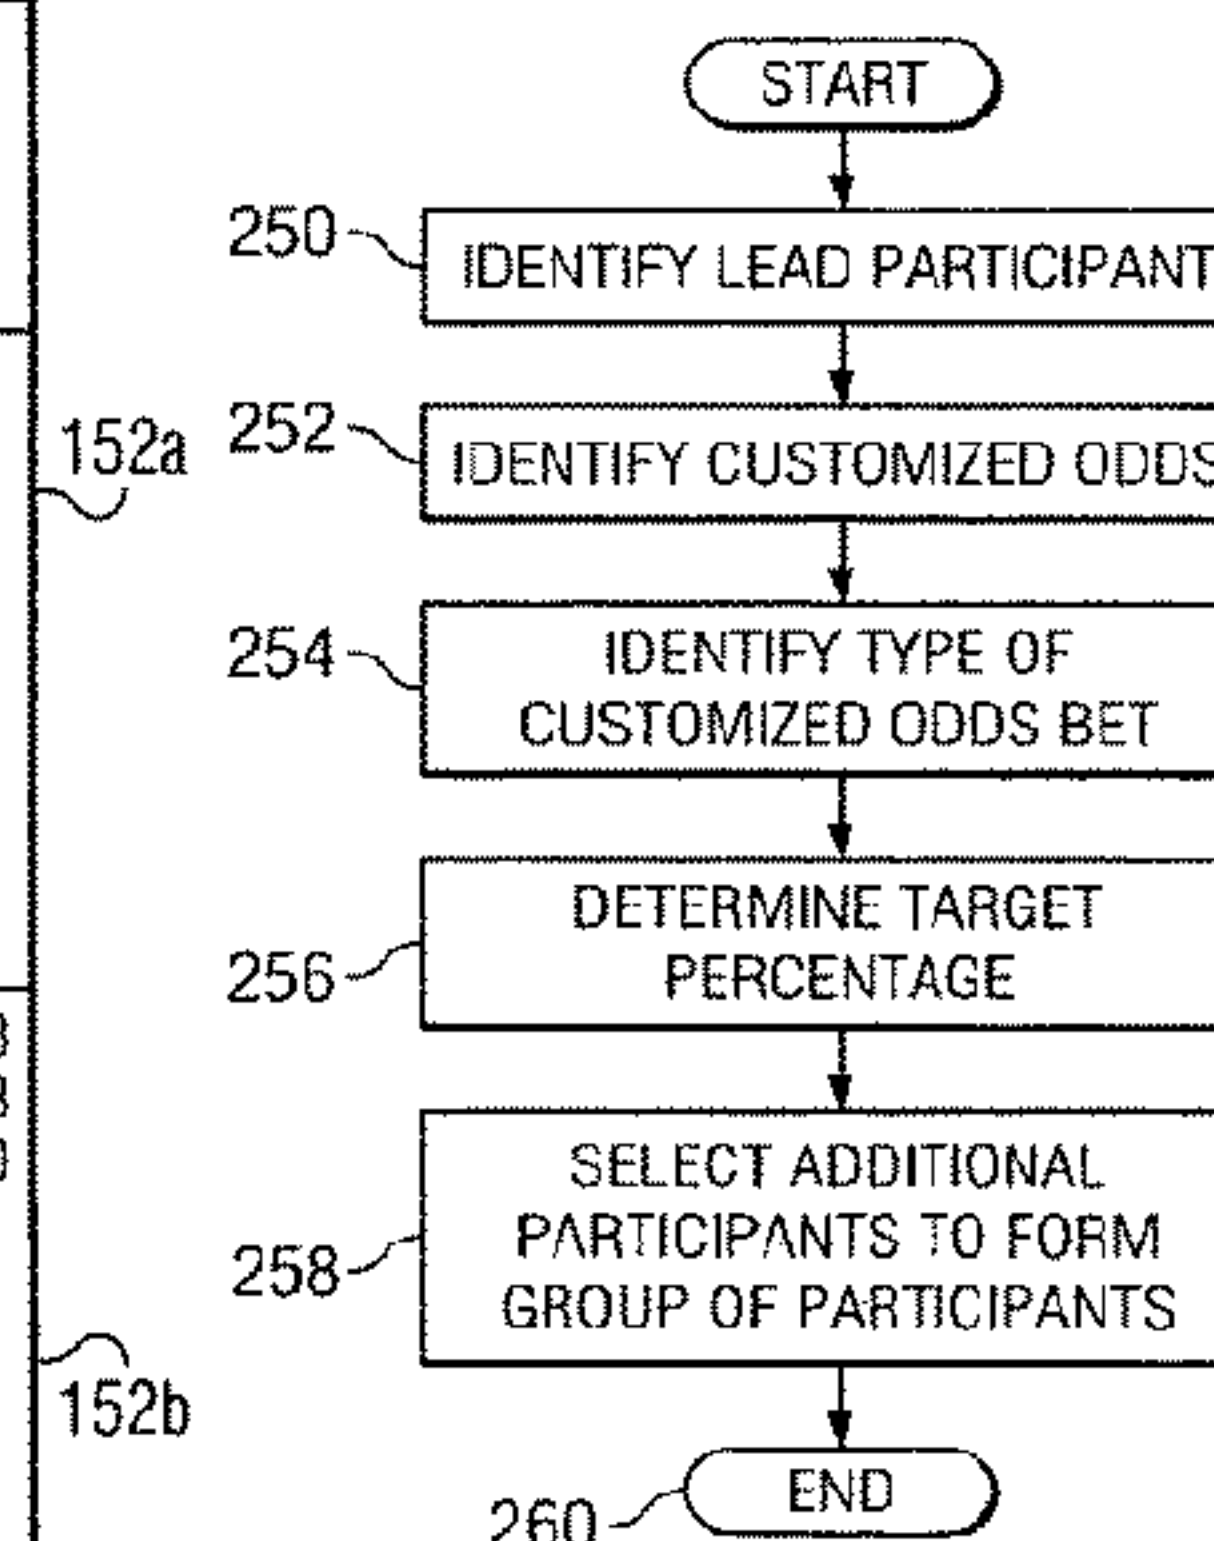 START
250
IDENTIFY LEAD PARTICIPANT
152a
252
IDENTIFY CUSTOMIZED ODDS
254
IDENTIFY TYPE OF
CUSTOMIZED ODDS BET
256
DETERMINE TARGET
PERCENTAGE
258
SELECT ADDITIONAL
PARTICIPANTS TO FORM
GROUP OF PARTICIPANTS
152b
260
END